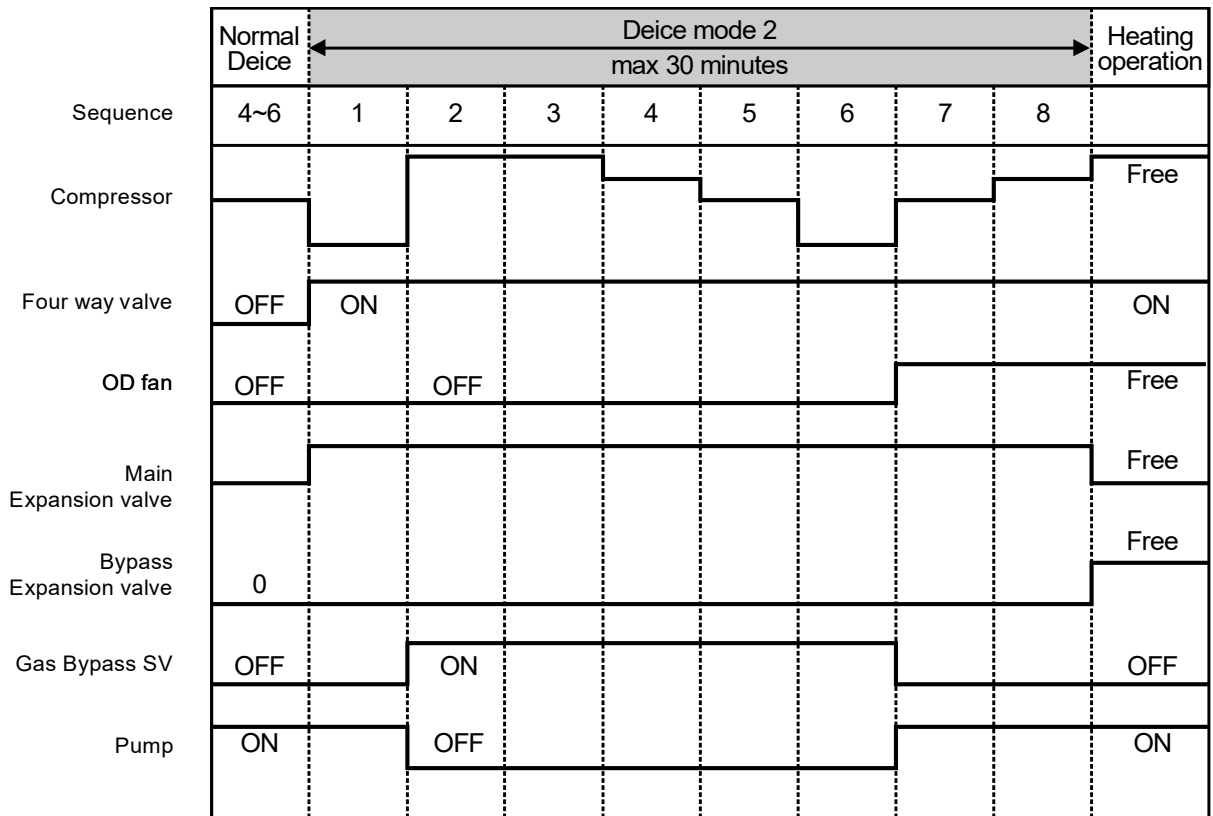 Normal
Deice
Deice mode 2
max 30 minutes
Heating
operation
Sequence 4~6 1 2 3 4 5 6 7 8
Compressor Free
Four way valve OFF ON ON
OD fan OFF OFF Free
Main
Expansion valve
Free
Bypass
Expansion valve
0
Free
Gas Bypass SV OFF ON OFF
Pump ON OFF ON